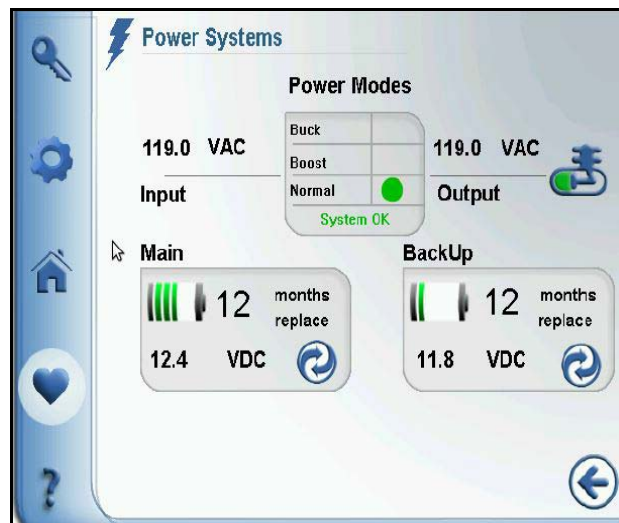 Power Systems
Power Modes
Buck
119.0 VAC
119.0 VAC
Boost
Input
Normal
Output
System OK
Main
BackUp
12 months replace
12 months replace
12.4 VDC
11.8 VDC
?